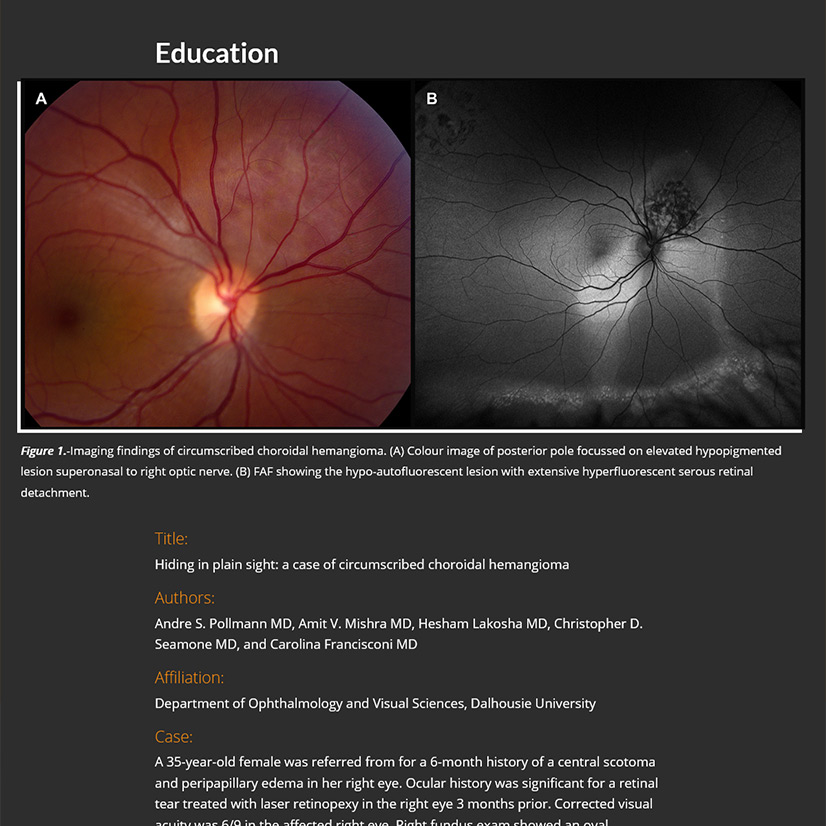 Education
A
B
Figure 1.-Imaging findings of circumscribed choroidal hemangioma. (A) Colour image of posterior pole focussed on elevated hypopigmented
lesion superonasal to right optic nerve. (B) FAF showing the hypo-autofluorescent lesion with extensive hyperfluorescent serous retinal
detachment.
Title:
Hiding in plain sight: a case of circumscribed choroidal hemangioma
Authors:
Andre S. Pollmann MD, Amit V. Mishra MD, Hesham Lakosha MD, Christopher D.
Seamone MD, and Carolina Francisconi MD
Affiliation:
Department of Ophthalmology and Visual Sciences, Dalhousie University
Case:
A 35-year-old female was referred from for a 6-month history of a central scotoma
and peripapillary edema in her right eye. Ocular history was significant for a retinal
tear treated with laser retinopexy in the right eye 3 months prior. Corrected visual
acuity was 6/9 in the affected right eye. Right fundus exam showed an oval